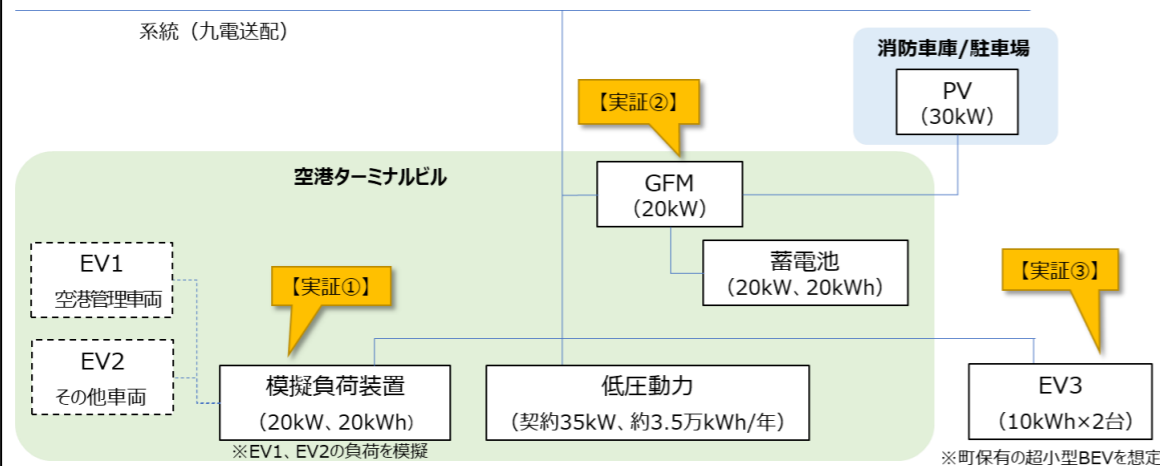 系統（九電送配）
消防車庫/駐車場
PV
（30kW）
【実証②】
空港ターミナルビル
GFM
（20kW）
蓄電池
（20kW、20kWh）
EV1
空港管理車両
【実証①】
【実証③】
EV2
その他車両
模擬負荷装置
（20kW、20kWh）
※EV1、EV2の負荷を模擬
低圧動力
（契約35kW、約3.5万kWh/年）
EV3
（10kWh×2台）
※町保有の超小型BEVを想定